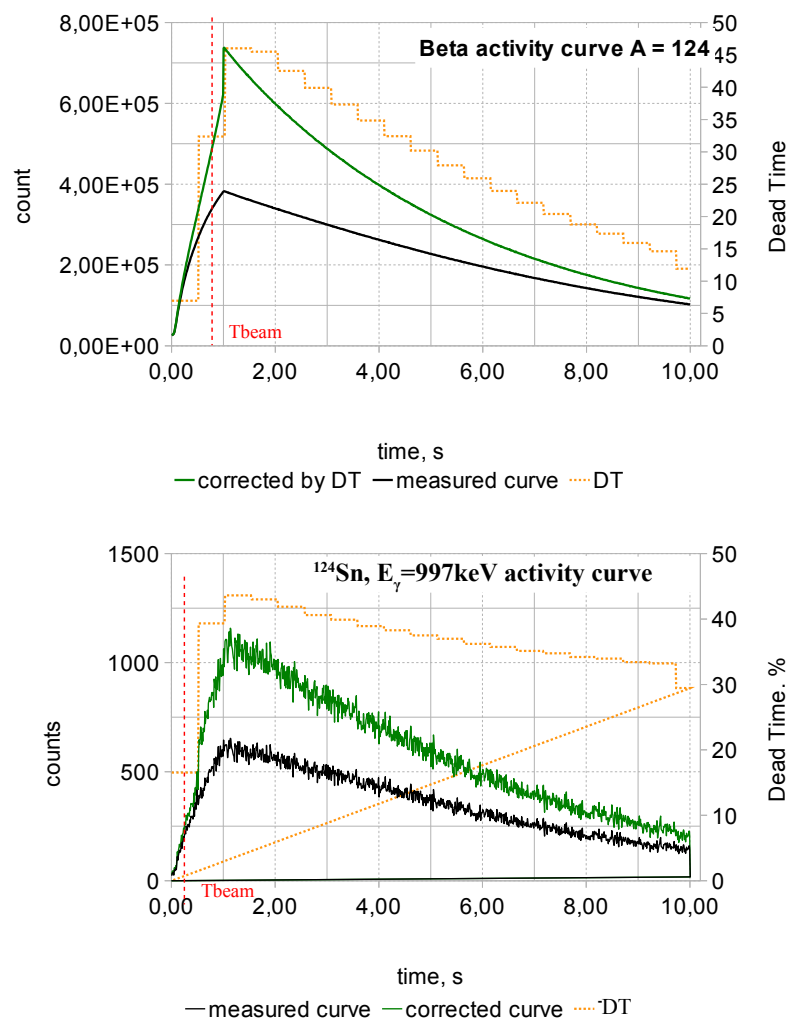 Beta activity curve A = 124
count
8,00E+05
6,00E+05
4,00E+05
2,00E+05
0,00E+00
50
45
40
35
30
25
20
15
10
5
0
Dead Time
Tbeam
0,00 2,00 4,00 6,00 8,00 10,00
time, s
corrected by DT measured curve DT
¹²⁴Sn, Eᵧ=997keV activity curve
counts
1500
1000
500
0
50
40
30
20
10
0
Dead Time. %
Tbeam
0,00 2,00 4,00 6,00 8,00 10,00
time, s
measured curve corrected curve -DT